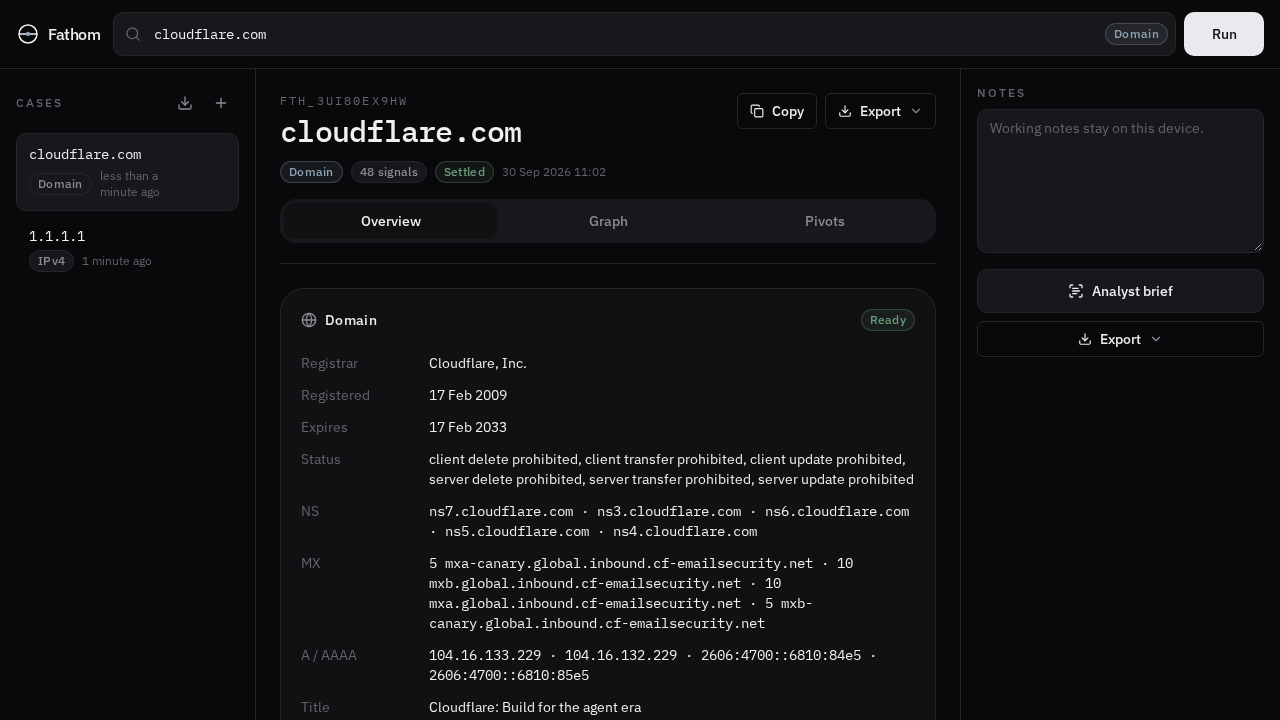 Fathom
cloudflare.com
Domain
Run
CASES
cloudflare.com
Domain
less than a
minute ago
1.1.1.1
IPv4
1 minute ago
FTH_3UI80EX9HW
cloudflare.com
Domain
48 signals
Settled
30 Sep 2026 11:02
Copy
Export
Overview
Graph
Pivots
Domain
Ready
Registrar
Cloudflare, Inc.
Registered
17 Feb 2009
Expires
17 Feb 2033
Status
client delete prohibited, client transfer prohibited, client update prohibited,
server delete prohibited, server transfer prohibited, server update prohibited
NS
ns7.cloudflare.com · ns3.cloudflare.com · ns6.cloudflare.com
· ns5.cloudflare.com · ns4.cloudflare.com
MX
5 mxa-canary.global.inbound.cf-emailsecurity.net · 10
mxb.global.inbound.cf-emailsecurity.net · 10
mxa.global.inbound.cf-emailsecurity.net · 5 mxb-
canary.global.inbound.cf-emailsecurity.net
A / AAAA
104.16.133.229 · 104.16.132.229 · 2606:4700::6810:84e5 ·
2606:4700::6810:85e5
Title
Cloudflare: Build for the agent era
NOTES
Working notes stay on this device.
Analyst brief
Export